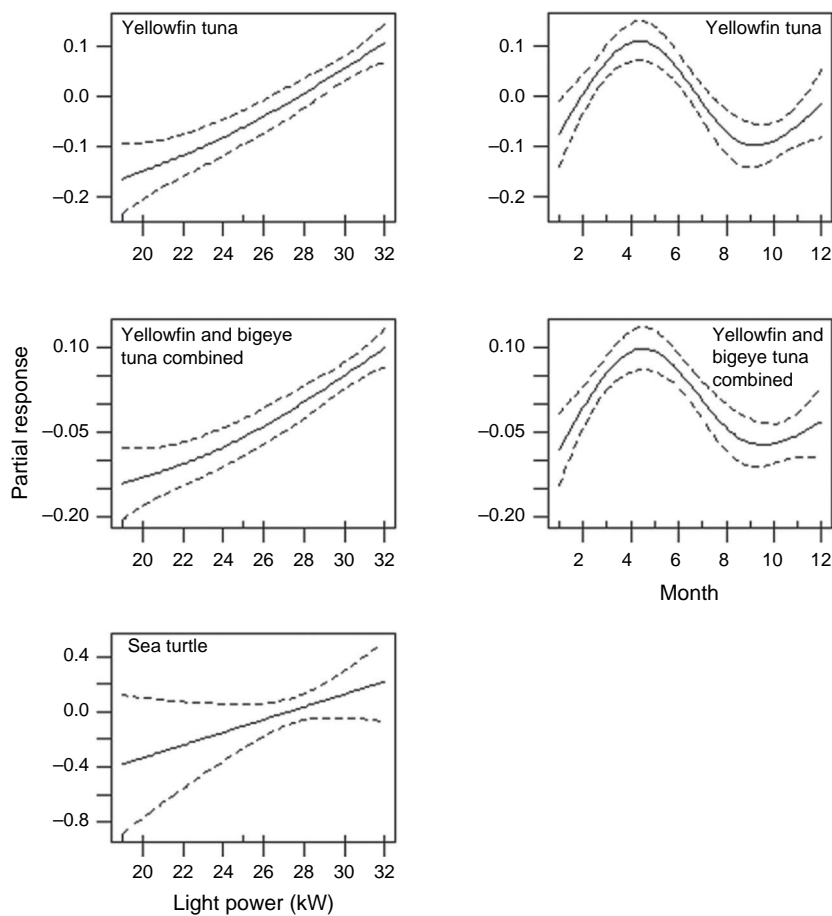 Yellowfin tuna
0.1
0.0
–0.1
–0.2
20 22 24 26 28 30 32
Yellowfin tuna
0.1
0.0
–0.1
–0.2
2 4 6 8 10 12
Partial response
Yellowfin and bigeye
tuna combined
0.10
–0.05
–0.20
20 22 24 26 28 30 32
Yellowfin and
bigeye tuna
combined
0.10
–0.05
–0.20
2 4 6 8 10 12
Month
Sea turtle
0.4
0.0
–0.4
–0.8
20 22 24 26 28 30 32
Light power (kW)